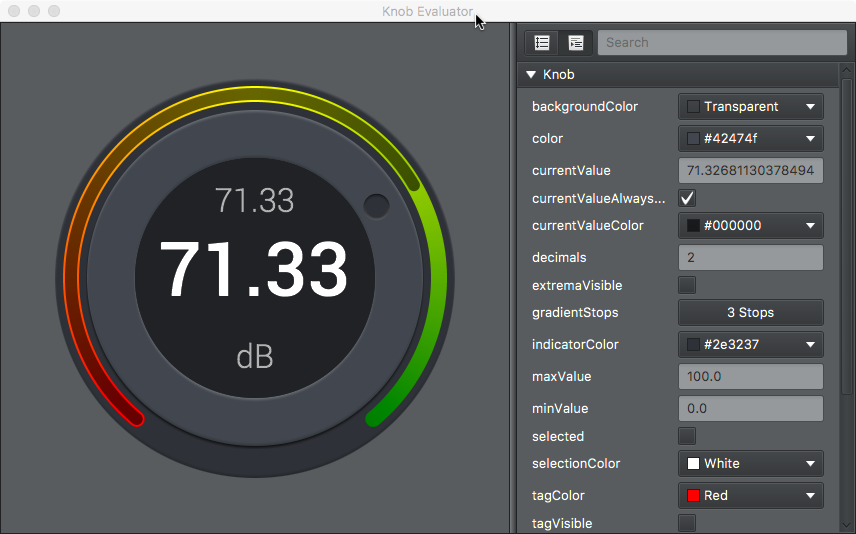 Knob Evaluator
71.33
71.33
dB
Search
Knob
backgroundColor Transparent
color #42474f
currentValue 71.32681130378494
currentValueAlways...
currentValueColor #000000
decimals 2
extremaVisible
gradientStops 3 Stops
indicatorColor #2e3237
maxValue 100.0
minValue 0.0
selected
selectionColor White
tagColor Red
tagVisible